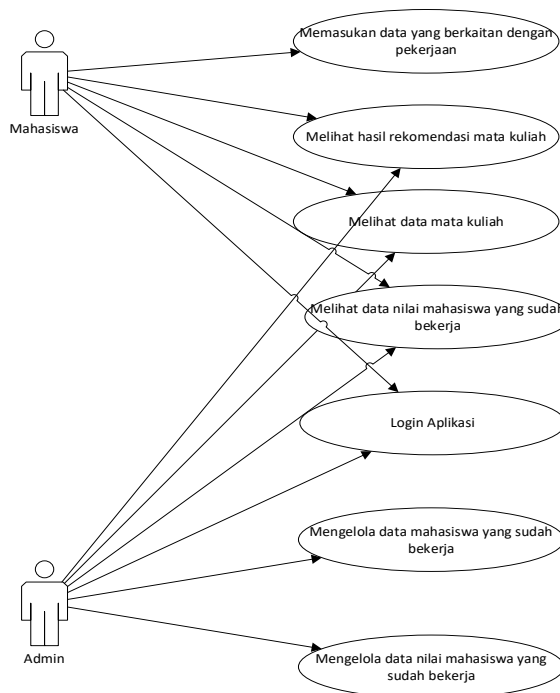 Memasukan data yang berkaitan dengan
pekerjaan
Mahasiswa
Melihat hasil rekomendasi mata kuliah
Melihat data mata kuliah
Melihat data nilai mahasiswa yang sudah
bekerja
Login Aplikasi
Mengelola data mahasiswa yang sudah
bekerja
Admin
Mengelola data nilai mahasiswa yang
sudah bekerja